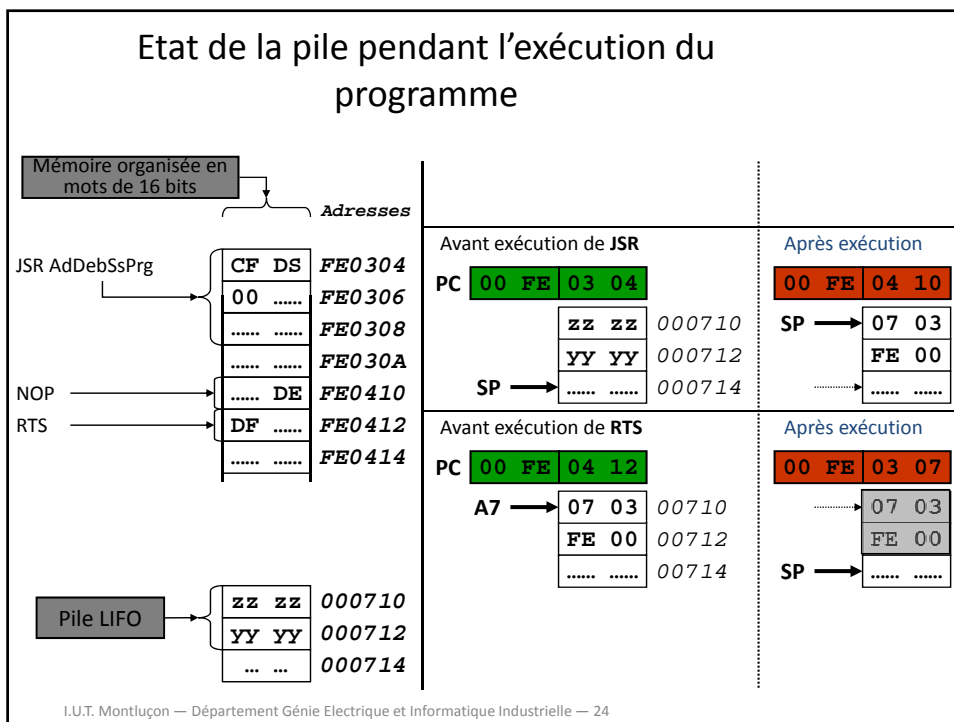 Etat de la pile pendant l’exécution du
programme
Mémoire organisée en
mots de 16 bits
Adresses
JSR AdDebSsPrg
CF DS FE0304
00 …… FE0306
…… …… FE0308
…… …… FE030A
NOP …… DE FE0410
RTS DF …… FE0412
…… …… FE0414
Pile LIFO
zz zz 000710
YY YY 000712
… … 000714
Avant exécution de JSR
PC 00 FE 03 04
zz zz 000710
YY YY 000712
SP …… …… 000714
Après exécution
00 FE 04 10
SP 07 03
FE 00
…… ……
Avant exécution de RTS
PC 00 FE 04 12
A7 07 03 00710
FE 00 00712
…… …… 00714
Après exécution
00 FE 03 07
07 03
FE 00
SP …… ……
I.U.T. Montluçon — Département Génie Electrique et Informatique Industrielle — 24